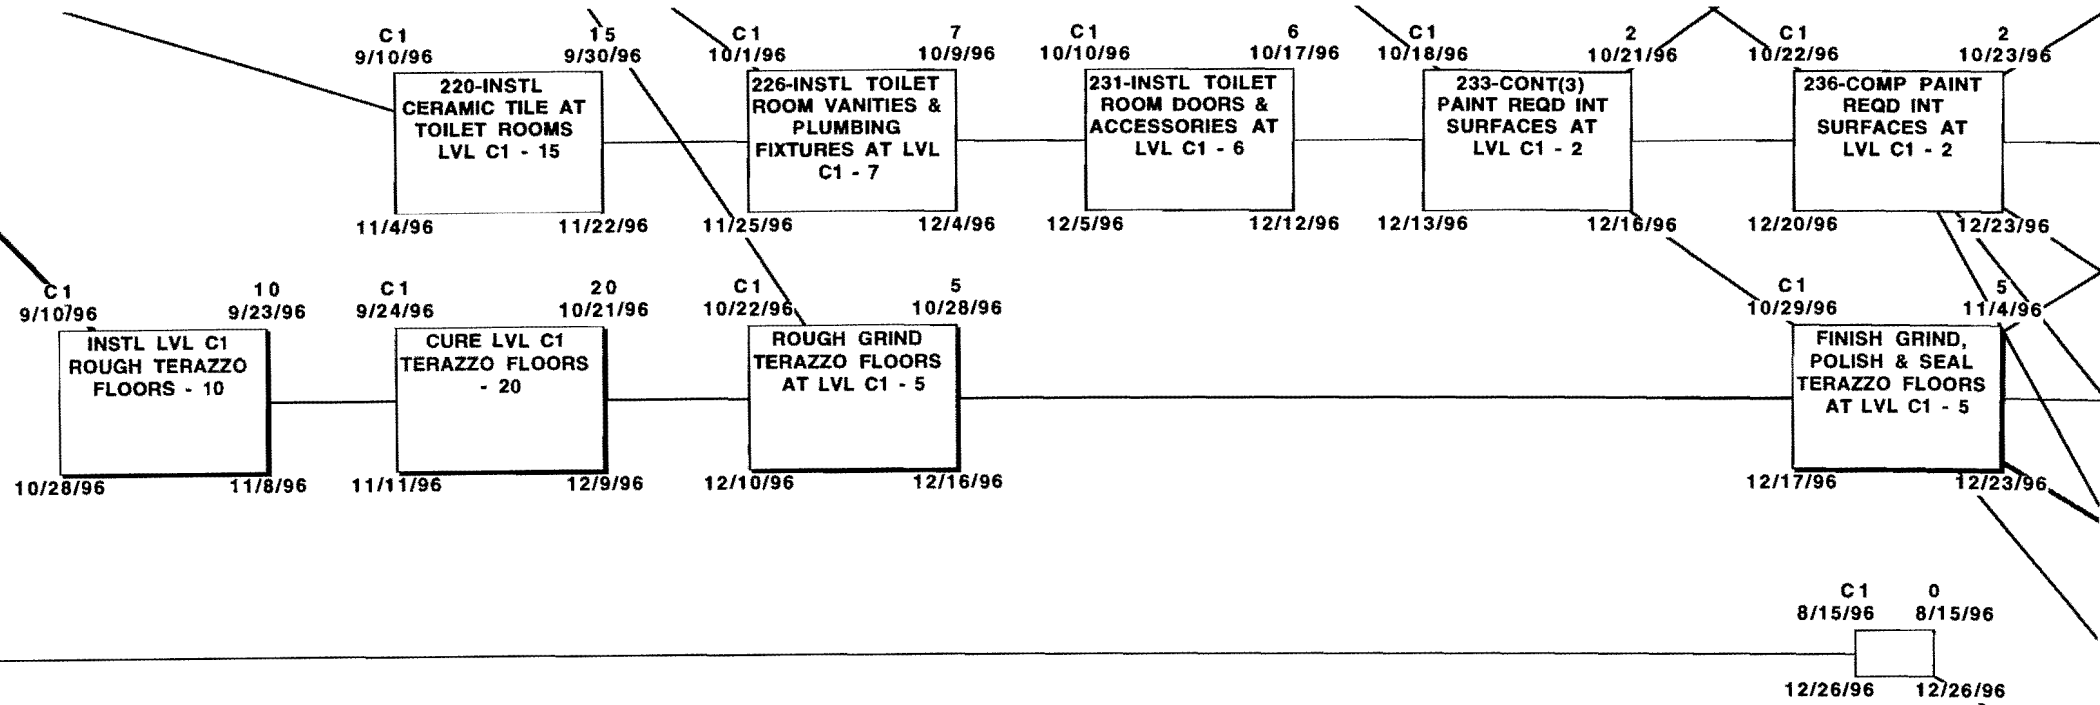 C1 15
9/10/96 9/30/96
220-INSTL
CERAMIC TILE AT
TOILET ROOMS
LVL C1 - 15
11/4/96 11/22/96
C1 7
10/1/96 10/9/96
226-INSTL TOILET
ROOM VANITIES &
PLUMBING
FIXTURES AT LVL
C1 - 7
11/25/96 12/4/96
C1 6
10/10/96 10/17/96
231-INSTL TOILET
ROOM DOORS &
ACCESSORIES AT
LVL C1 - 6
12/5/96 12/12/96
C1 2
10/18/96 10/21/96
233-CONT(3)
PAINT REQD INT
SURFACES AT
LVL C1 - 2
12/13/96 12/16/96
C1 2
10/22/96 10/23/96
236-COMP PAINT
REQD INT
SURFACES AT
LVL C1 - 2
12/20/96 12/23/96
C1 10
9/10/96 9/23/96
INSTL LVL C1
ROUGH TERAZZO
FLOORS - 10
10/28/96 11/8/96
C1 20
9/24/96 10/21/96
CURE LVL C1
TERAZZO FLOORS
- 20
11/11/96 12/9/96
C1 5
10/22/96 10/28/96
ROUGH GRIND
TERAZZO FLOORS
AT LVL C1 - 5
12/10/96 12/16/96
C1 5
10/29/96 11/4/96
FINISH GRIND,
POLISH & SEAL
TERAZZO FLOORS
AT LVL C1 - 5
12/17/96 12/23/96
C1 0
8/15/96 8/15/96
12/26/96 12/26/96